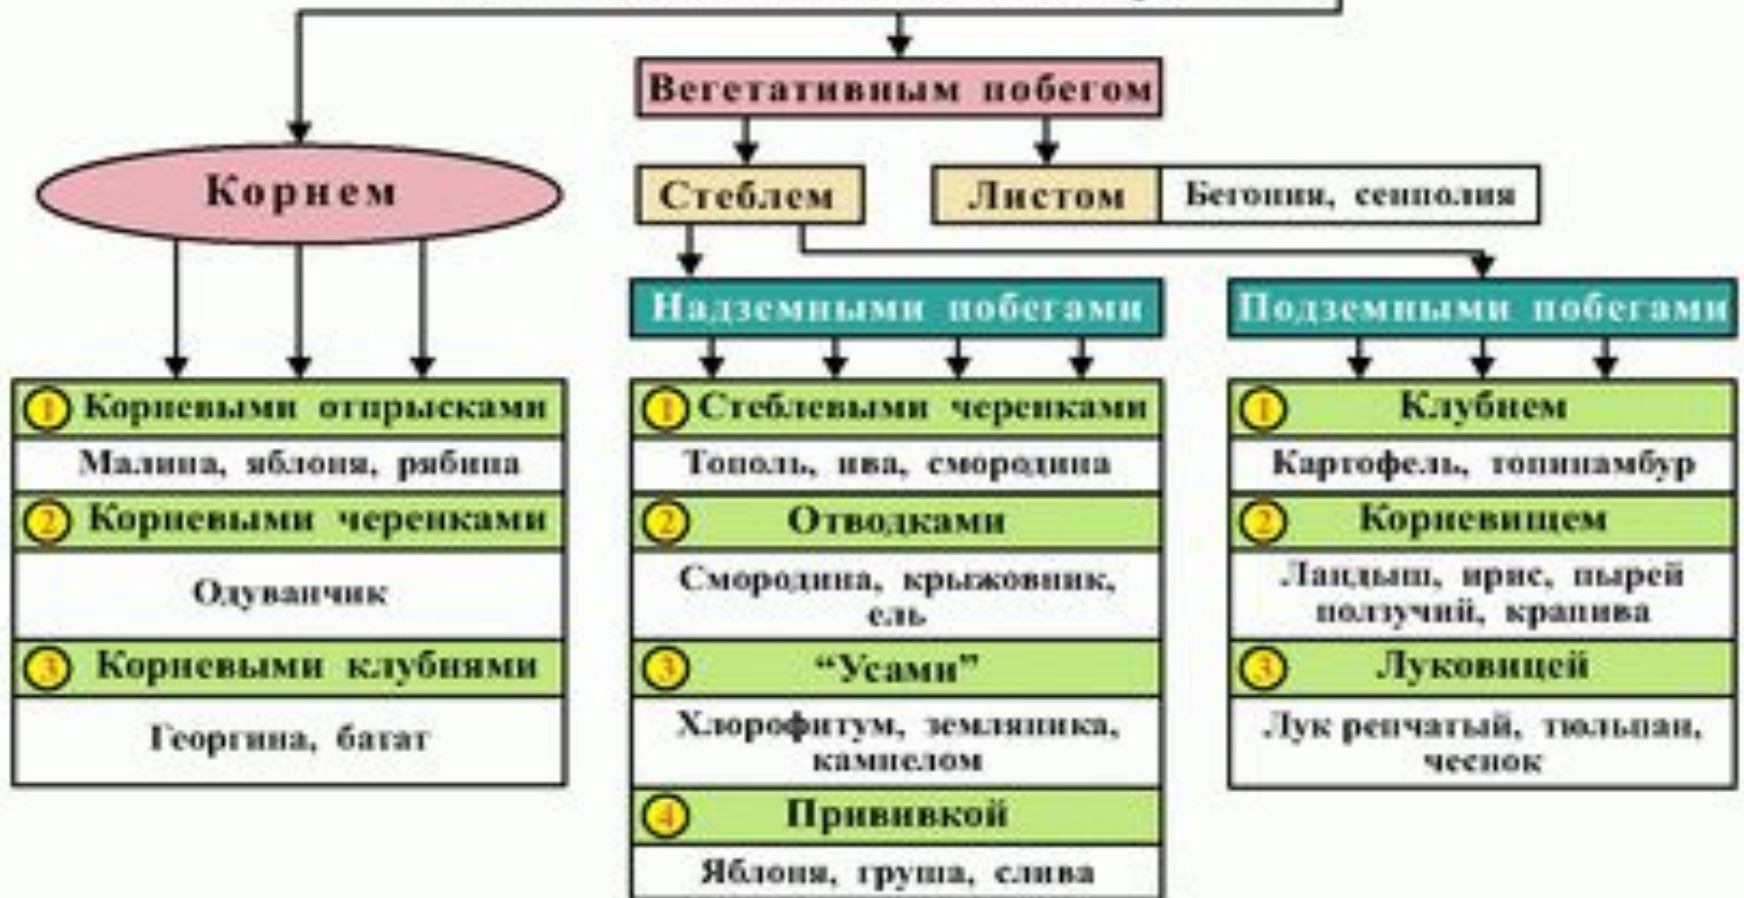 Вегетативным побегом
Корнем
Стеблем
Листом
Бегония, сенполия
Надземными побегами
Подземными побегами
1 Корневыми отпрысками
Малина, яблоня, рябина
2 Корневыми черенками
Одуванчик
3 Корневыми клубнями
Георгина, батат
1 Стеблевыми черенками
Тополь, ива, смородина
2 Отводками
Смородина, крыжовник,
ель
3 “Усами”
Хлорофитум, земляника,
камнелом
4 Прививкой
Яблоня, груша, слива
1 Клубнем
Картофель, топинамбур
2 Корневищем
Ландыш, ирис, пырей
ползучий, крапива
3 Луковицей
Лук репчатый, тюльпан,
чеснок